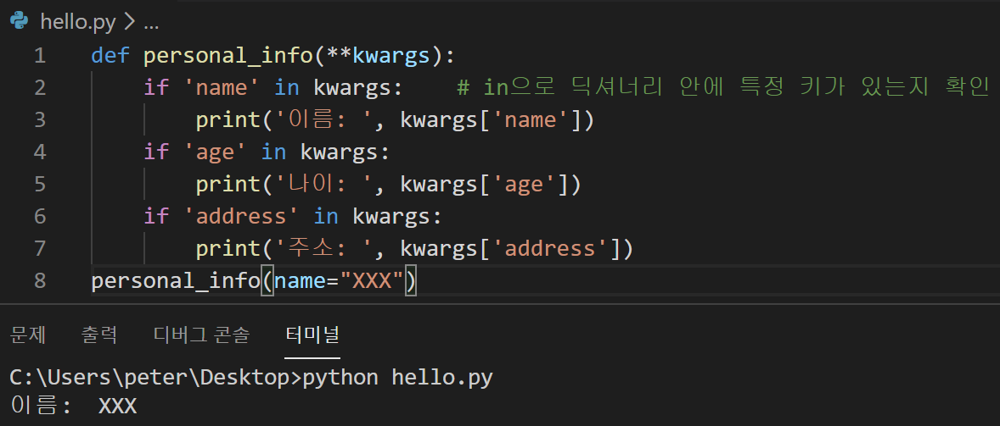 hello.py > ...
1 def personal_info(**kwargs):
2     if 'name' in kwargs:    # in으로 딕셔너리 안에 특정 키가 있는지 확인
3         print('이름: ', kwargs['name'])
4     if 'age' in kwargs:
5         print('나이: ', kwargs['age'])
6     if 'address' in kwargs:
7         print('주소: ', kwargs['address'])
8 personal_info(name="XXX")
문제 출력 디버그 콘솔 터미널
C:\Users\peter\Desktop>python hello.py
이름:  XXX